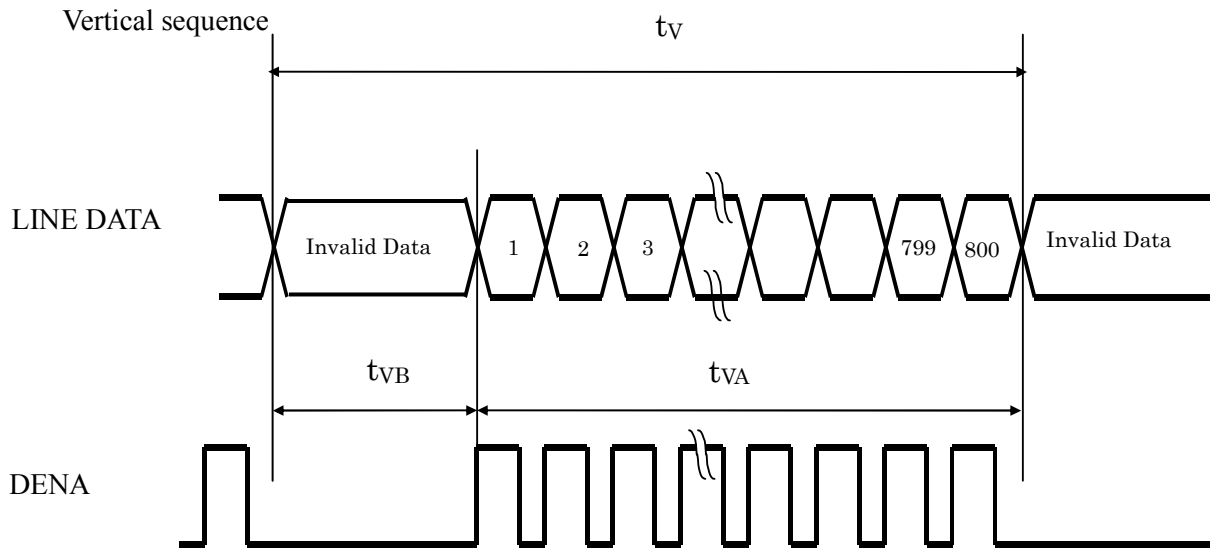 Vertical sequence
tV
LINE DATA
Invalid Data
1
2
3
799
800
Invalid Data
tVB
tVA
DENA